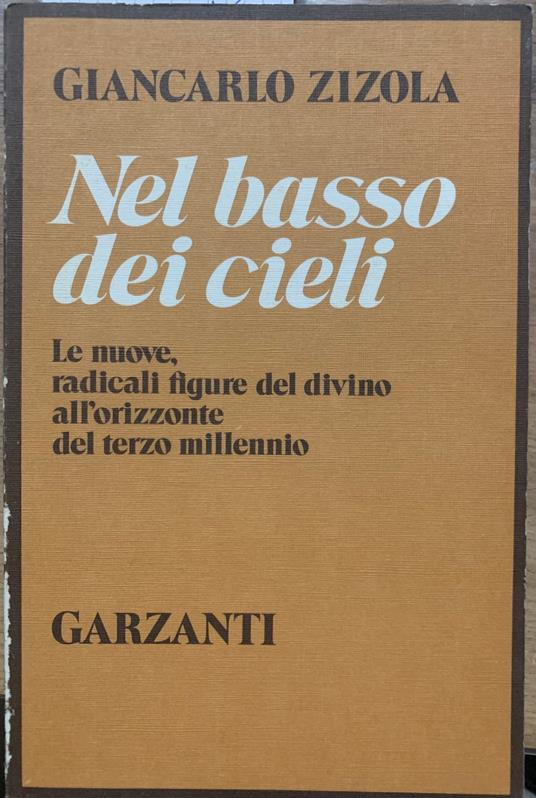 GIANCARLO ZIZOLA
Nel basso
dei cieli
Le nuove,
radicali figure del divino
all'orizzonte
del terzo millennio
GARZANTI